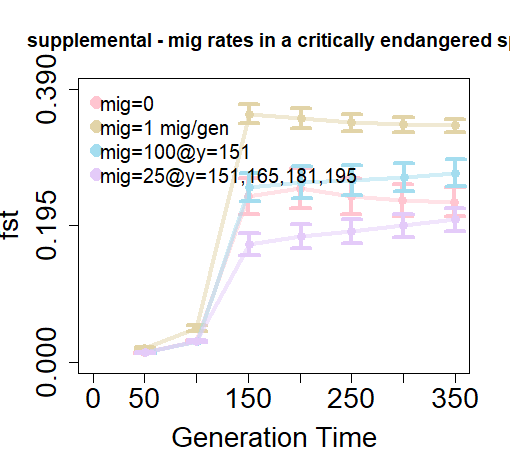 supplemental - mig rates in a critically endangered sp
mig=0
mig=1 mig/gen
mig=100@y=151
mig=25@y=151,165,181,195
fst
0.390
0.195
0.000
0 50 150 250 350
Generation Time